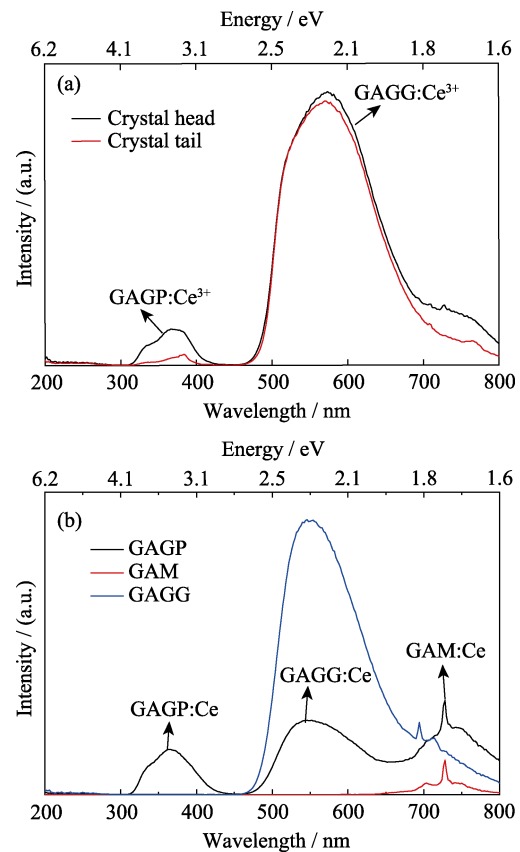 Energy / eV
6.2 4.1 3.1 2.5 2.1 1.8 1.6
(a)
GAGG:Ce3+
Crystal head
Crystal tail
GAGP:Ce3+
Intensity / (a.u.)
200 300 400 500 600 700 800
Wavelength / nm
Energy / eV
6.2 4.1 3.1 2.5 2.1 1.8 1.6
(b)
GAGP
GAM
GAGG
GAM:Ce
GAGG:Ce
GAGP:Ce
Intensity / (a.u.)
200 300 400 500 600 700 800
Wavelength / nm